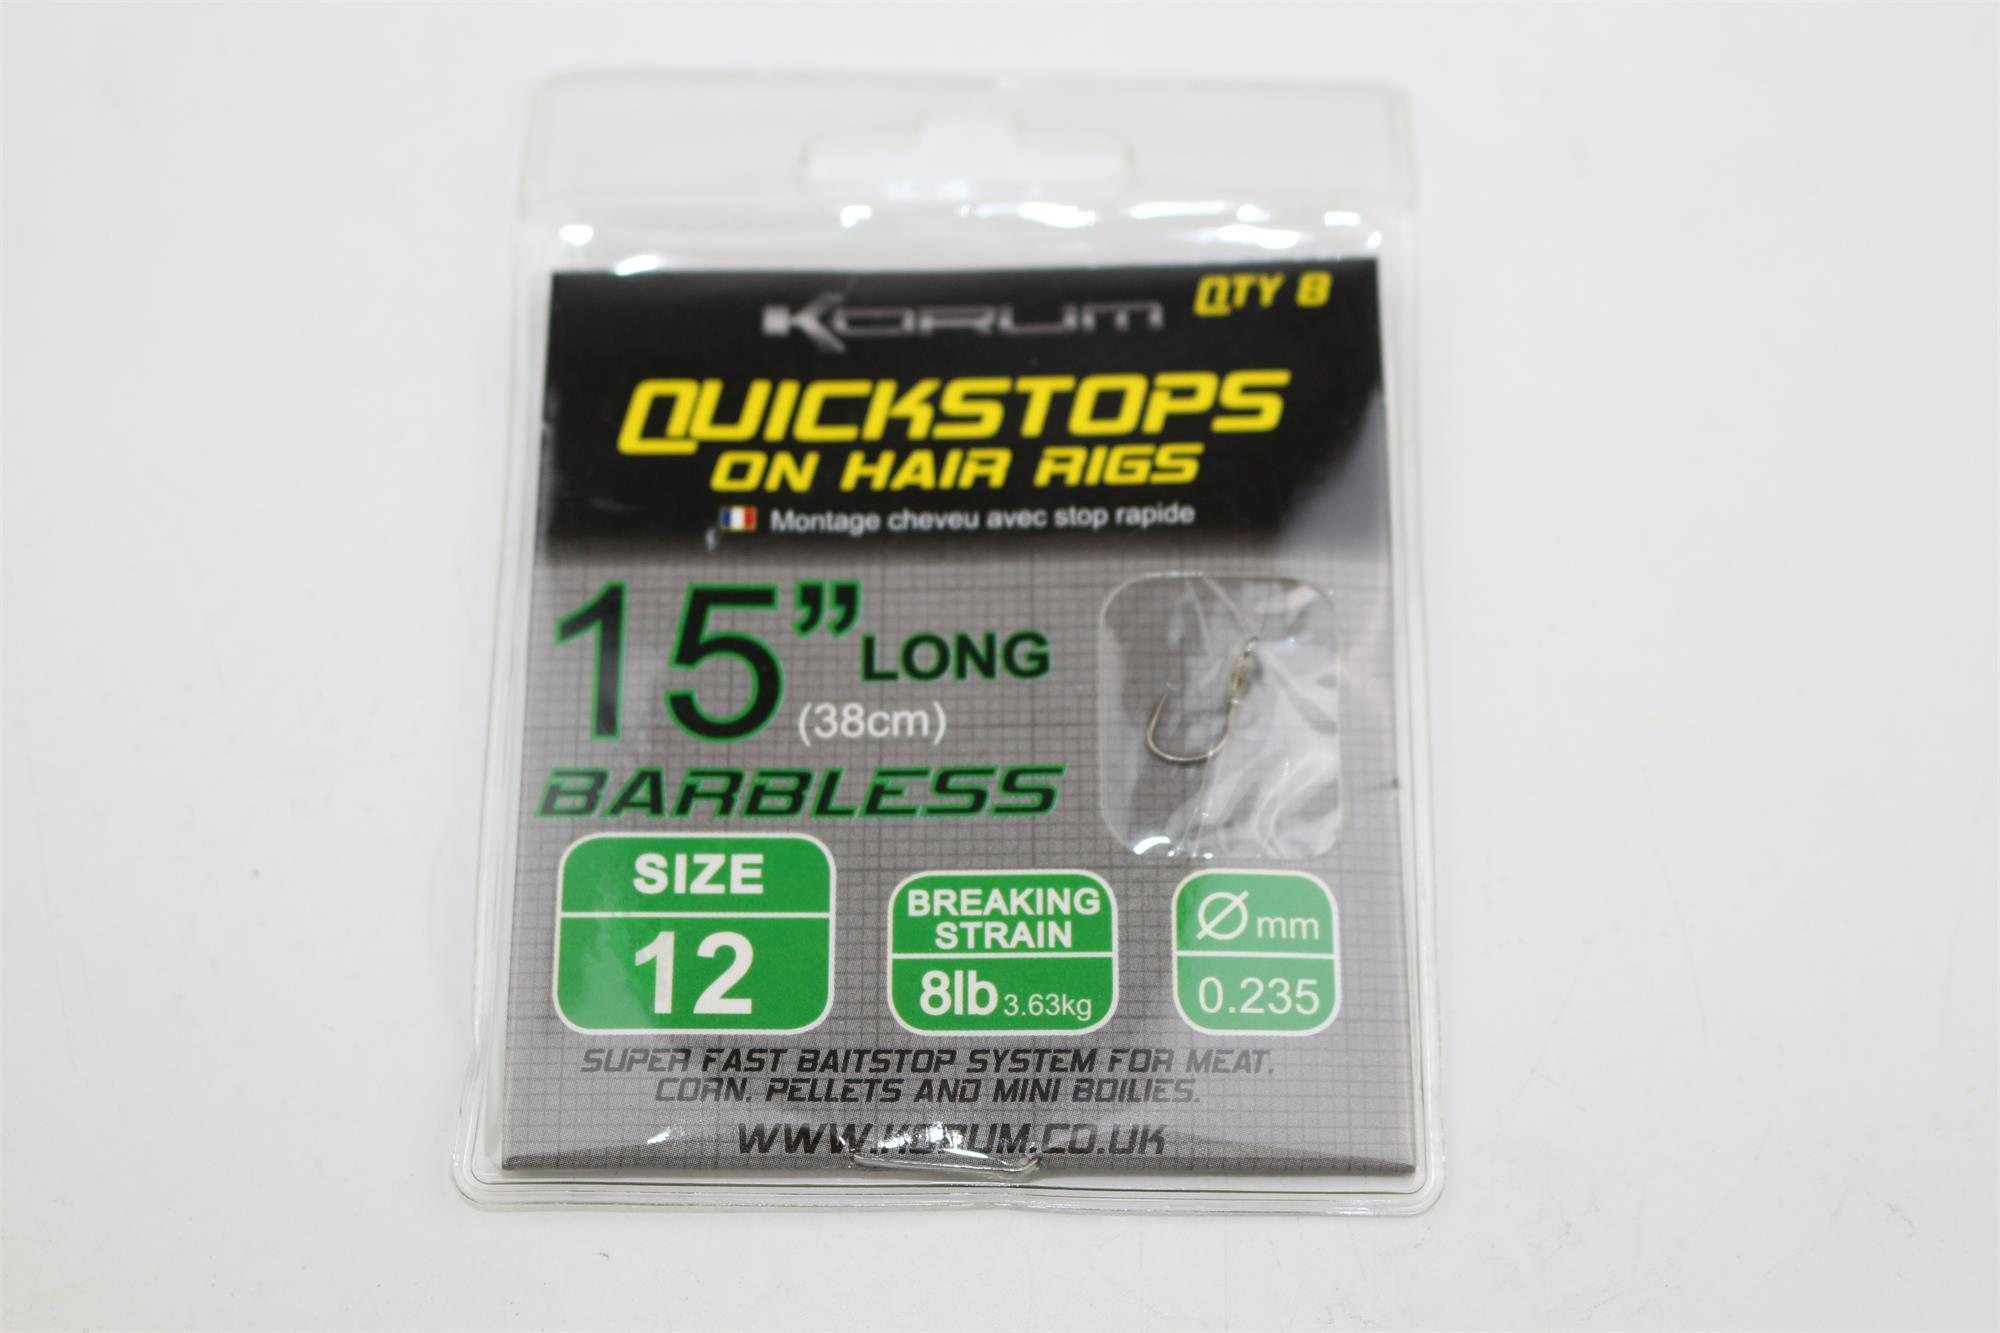 KORUM
QTY 8
QUICKSTOPS
ON HAIR RIGS
Montage cheveu avec stop rapide
15” LONG
(38cm)
BARBLESS
SIZE
12
BREAKING
STRAIN
8lb 3.63kg
Ø mm
0.235
SUPER FAST BAITSTOP SYSTEM FOR MEAT,
CORN, PELLETS AND MINI BOILIES.
WWW.KORUM.CO.UK